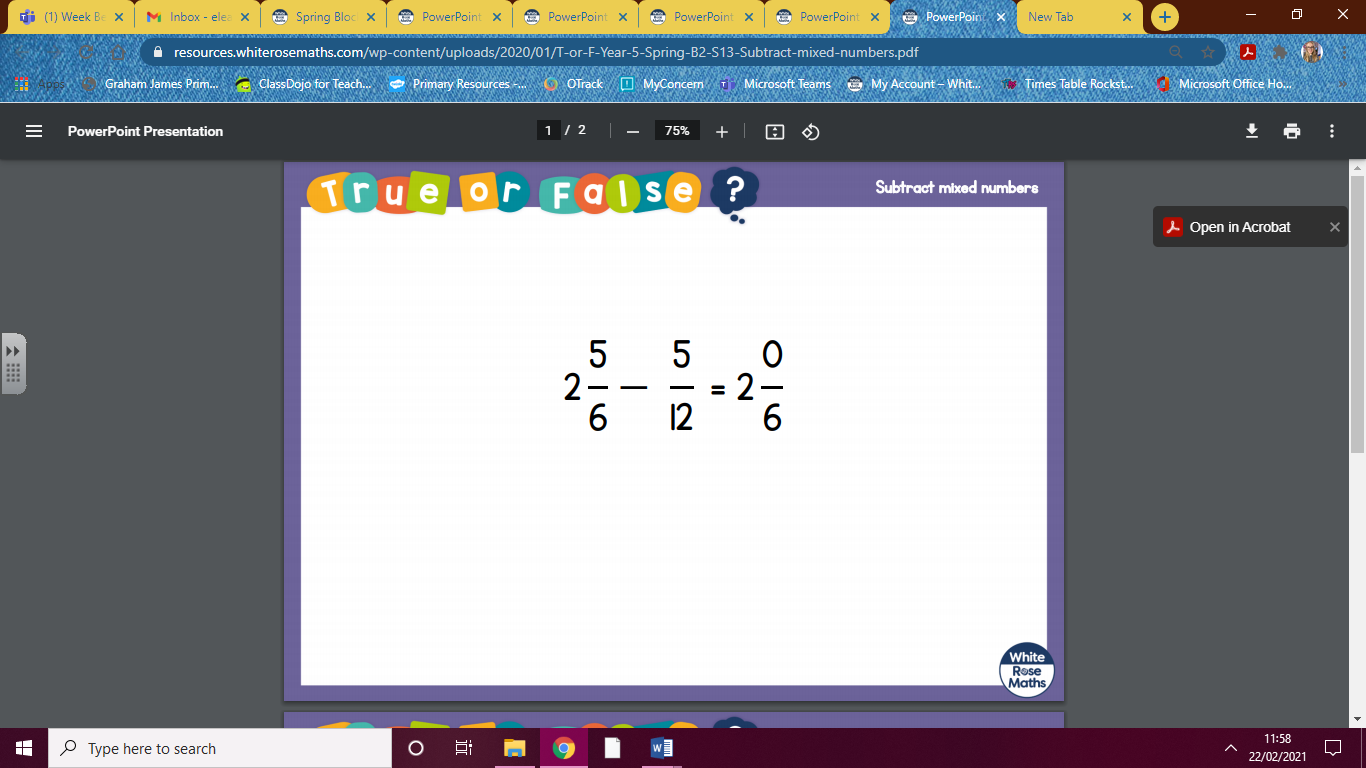 (1) Week Be
Inbox - elea
Spring Bloc
PowerPoint
PowerPoint
PowerPoint
PowerPoint
PowerPoin
New Tab
resources.whiterosemaths.com/wp-content/uploads/2020/01/T-or-F-Year-5-Spring-B2-S13-Subtract-mixed-numbers.pdf
Apps
Graham James Prim...
ClassDojo for Teach...
Primary Resources -...
OTrack
MyConcern
Microsoft Teams
My Account – Whit...
Times Table Rockst...
Microsoft Office Ho...
PowerPoint Presentation
1 / 2
75%
True or False ?
Subtract mixed numbers
Open in Acrobat
2 5/6 — 5/12 = 2 0/6
White
Rose
Maths
Type here to search
11:58
22/02/2021